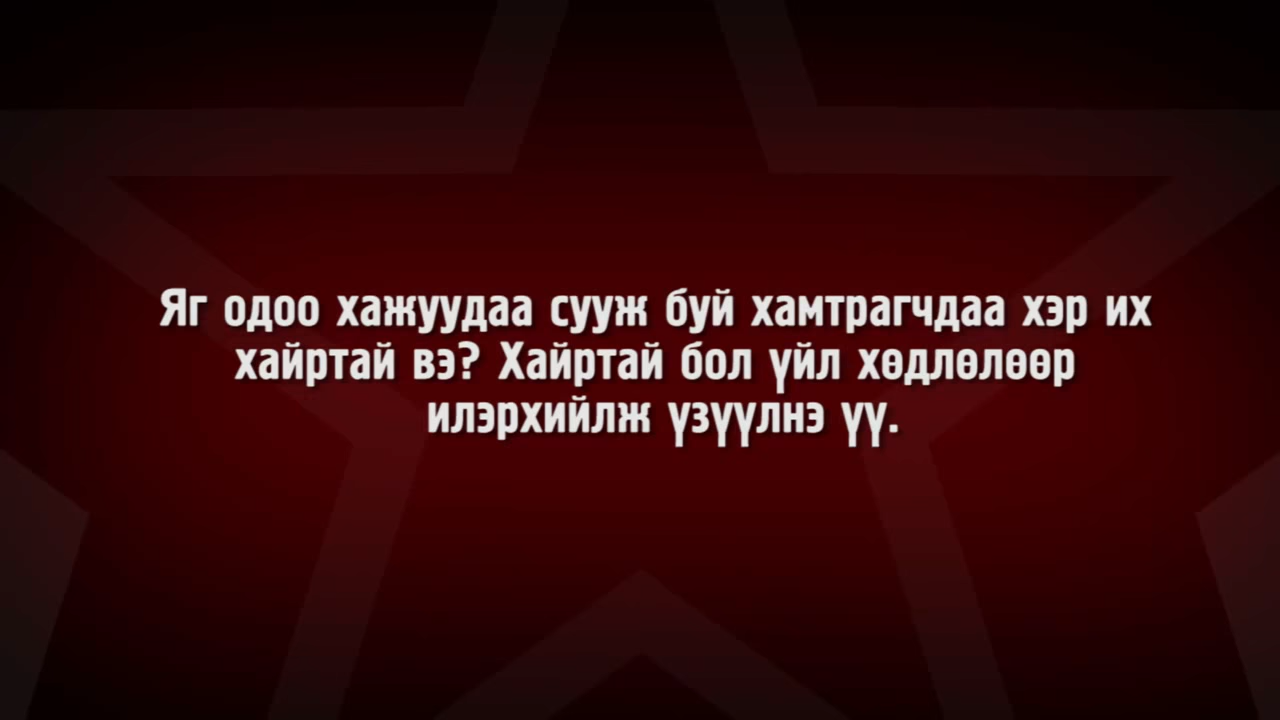 Яг одоо хажуудаа сууж буй хамтрагчдаа хэр их
хайртай вэ? Хайртай бол үйл хөдлөлөөр
илэрхийлж үзүүлнэ үү.